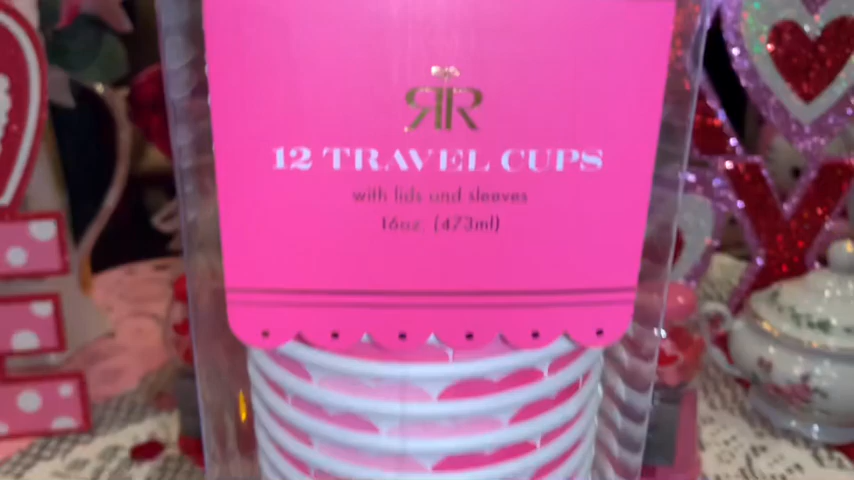 RR
12 TRAVEL CUPS
with lids and sleeves
16oz. (473ml)